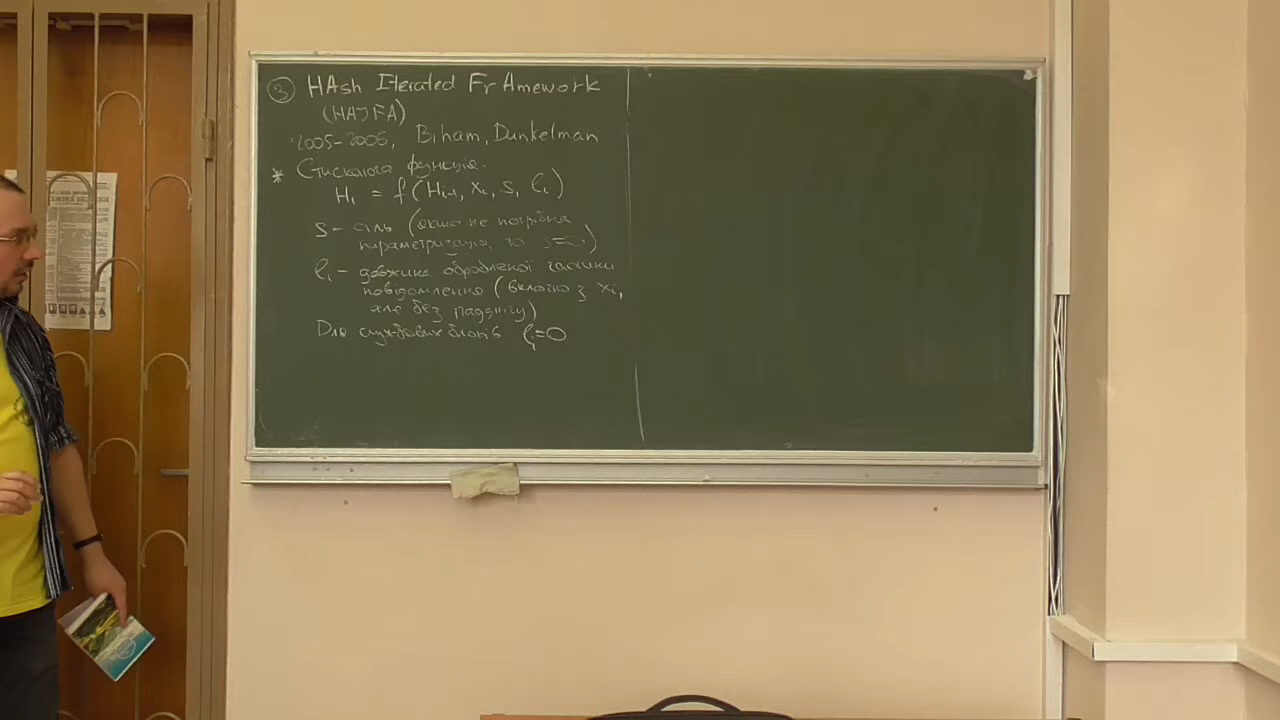 ③ HAsh Iterated FrAmework
(HAIFA)
2005-2006, Biham, Dunkelman
* Стискаюча функція.
Hᵢ = f(Hᵢ₋₁, xᵢ, s, ℓᵢ)
s – сіль (якщо не потрібна
параметризація, то s=0)
ℓᵢ – довжина обробленої частини
повідомлення (включно з xᵢ,
але без паддінгу)
Для службових блоків ℓᵢ=0